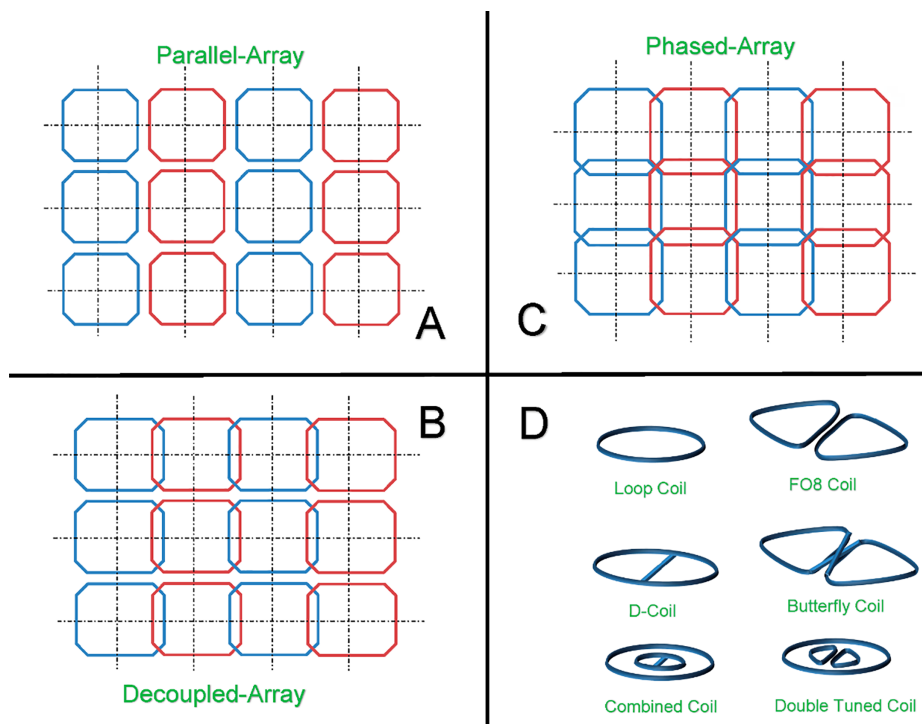 Parallel-Array
A
Phased-Array
C
B
Decoupled-Array
D
Loop Coil
FO8 Coil
D-Coil
Butterfly Coil
Combined Coil
Double Tuned Coil